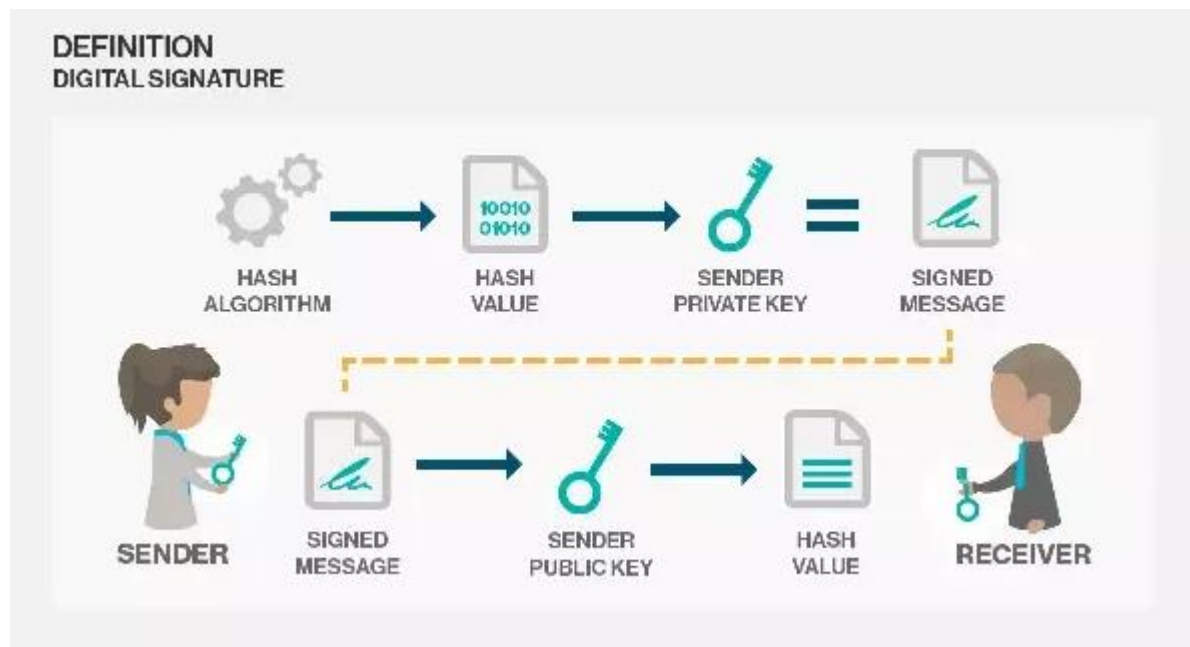 DEFINITION
DIGITAL SIGNATURE
10010
01010
HASH
ALGORITHM
HASH
VALUE
SENDER
PRIVATE KEY
SIGNED
MESSAGE
SENDER
SIGNED
MESSAGE
SENDER
PUBLIC KEY
HASH
VALUE
RECEIVER